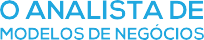 O ANALISTA DE
MODELOS DE NEGÓCIOS